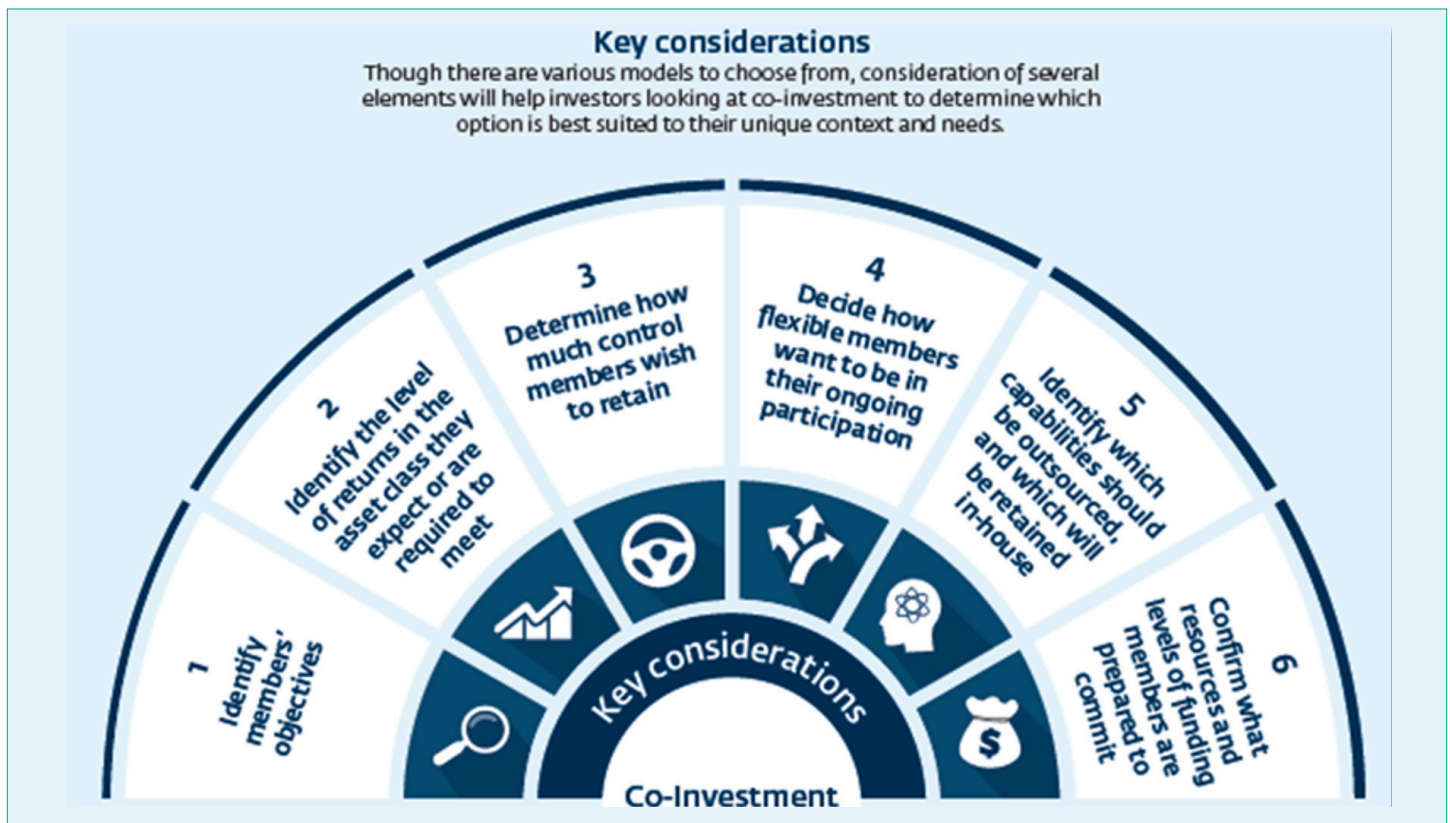 Key considerations
Though there are various models to choose from, consideration of several
elements will help investors looking at co-investment to determine which
option is best suited to their unique context and needs.
1
Identify
members'
objectives
2
Identify the level
of returns in the
asset class they
expect or are
required to
meet
3
Determine how
much control
members wish
to retain
4
Decide how
flexible members
want to be in
their ongoing
participation
5
Identify which
capabilities should
be outsourced,
and which will
be retained
in-house
6
Confirm what
resources and
levels of funding
members are
prepared to
commit
$
Key considerations
Co-Investment